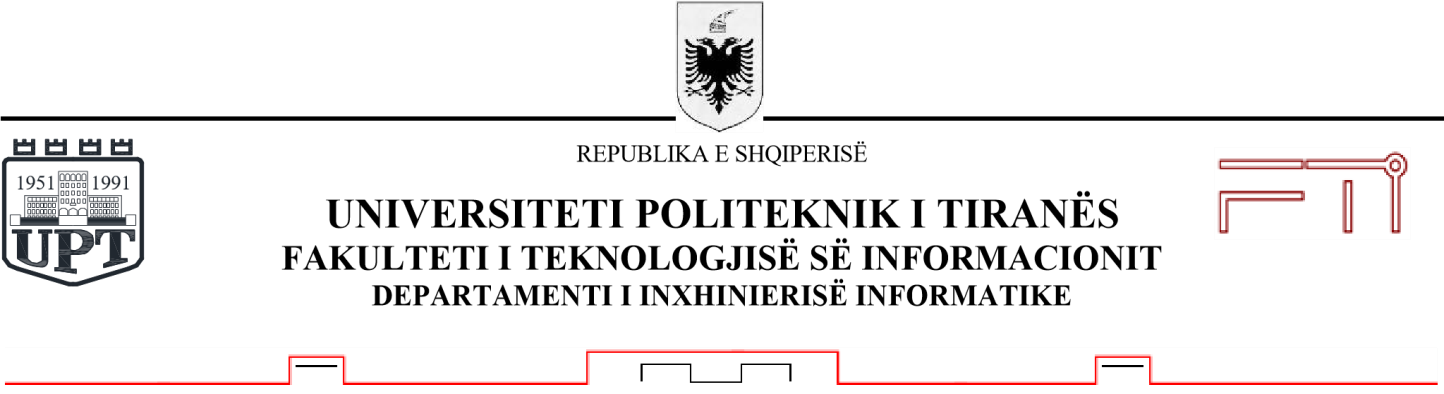 REPUBLIKA E SHQIPERISË
1951 1991
UPT
UNIVERSITETI POLITEKNIK I TIRANËS
FAKULTETI I TEKNOLOGJISË SË INFORMACIONIT
DEPARTAMENTI I INXHINIERISË INFORMATIKE